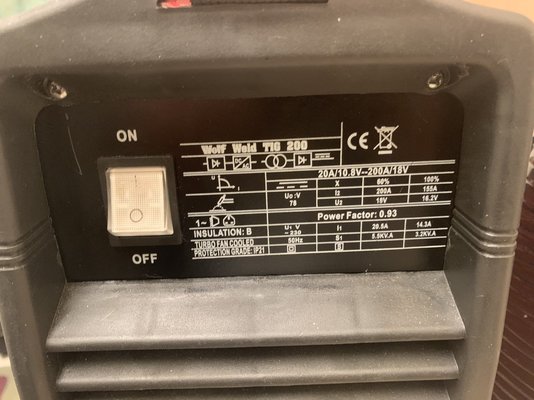 ON
OFF
Wolf Weld TIG 200
CE
20A/10.8V--200A/18V
X 60% 100%
U₀:V I₂ 200A 155A
78 U₂ 18V 16.2V
1~
Power Factor: 0.93
INSULATION: B U₁ V I₁ 29.5A 14.3A
~ 230 S₁ 5.5KV.A 3.2KV.A
TURBO FAN COOLED 50Hz
PROTECTION GRADE: IP21 S